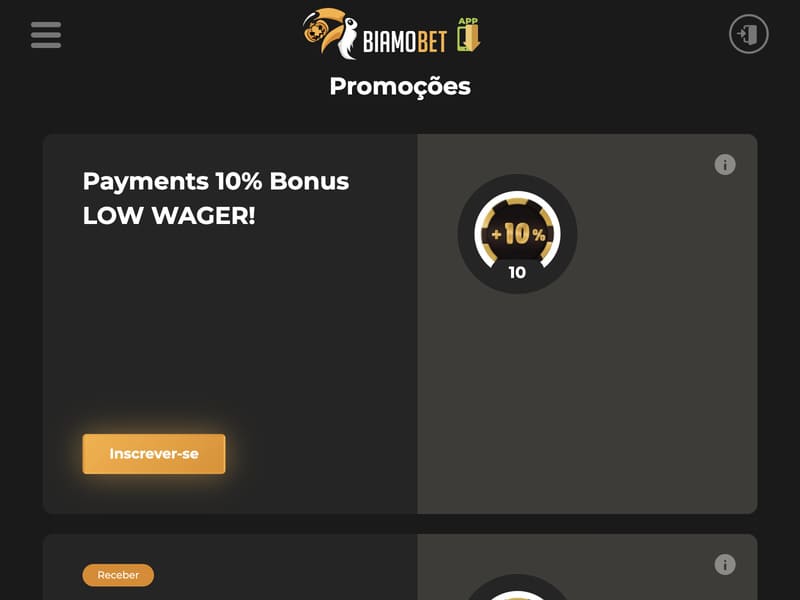 BIAMOBET
APP
Promoções
Payments 10% Bonus
LOW WAGER!
+10%
10
Inscrever-se
Receber